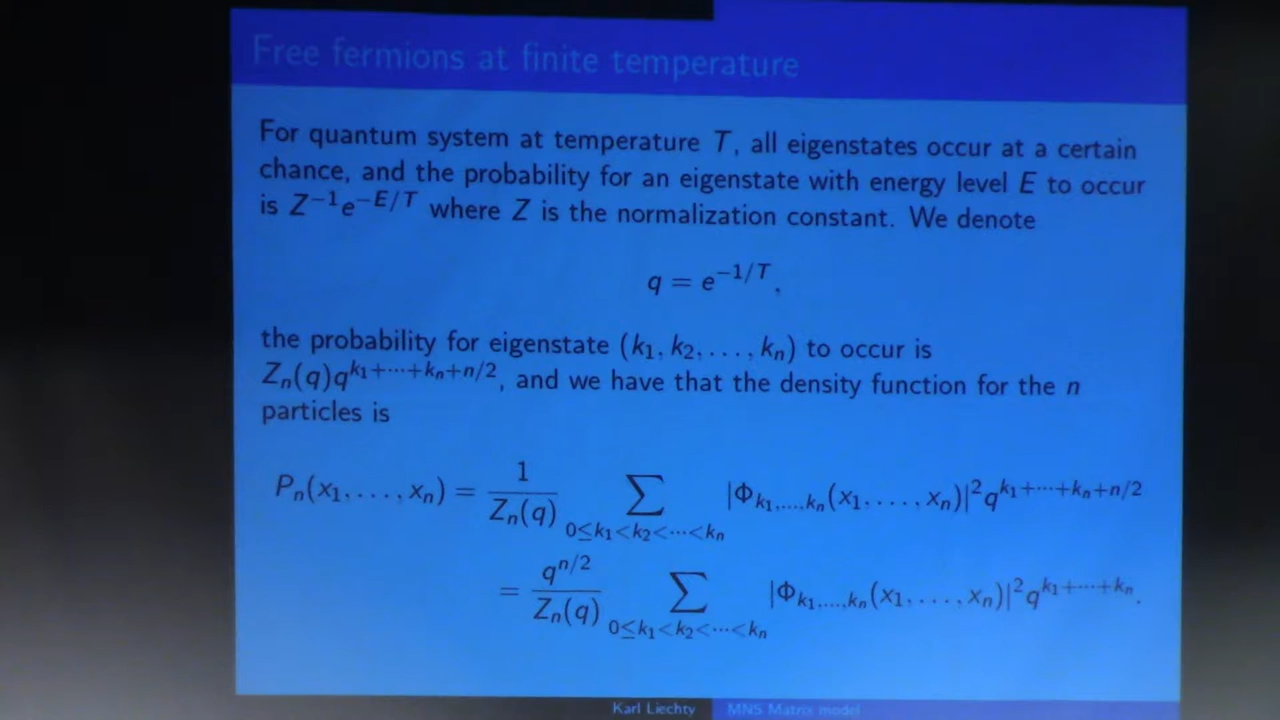 Free fermions at finite temperature
For quantum system at temperature T, all eigenstates occur at a certain
chance, and the probability for an eigenstate with energy level E to occur
is Z^{-1}e^{-E/T} where Z is the normalization constant. We denote
q = e^{-1/T},
the probability for eigenstate (k_1, k_2, . . . , k_n) to occur is
Z_n(q)q^{k_1+···+k_n+n/2}, and we have that the density function for the n
particles is
P_n(x_1, . . . , x_n) = \frac{1}{Z_n(q)} \sum_{0≤k_1<k_2<···<k_n} |Φ_{k_1,...,k_n}(x_1, . . . , x_n)|^2 q^{k_1+···+k_n+n/2}
= \frac{q^{n/2}}{Z_n(q)} \sum_{0≤k_1<k_2<···<k_n} |Φ_{k_1,...,k_n}(x_1, . . . , x_n)|^2 q^{k_1+···+k_n}.
Karl Liechty MNS Matrix model